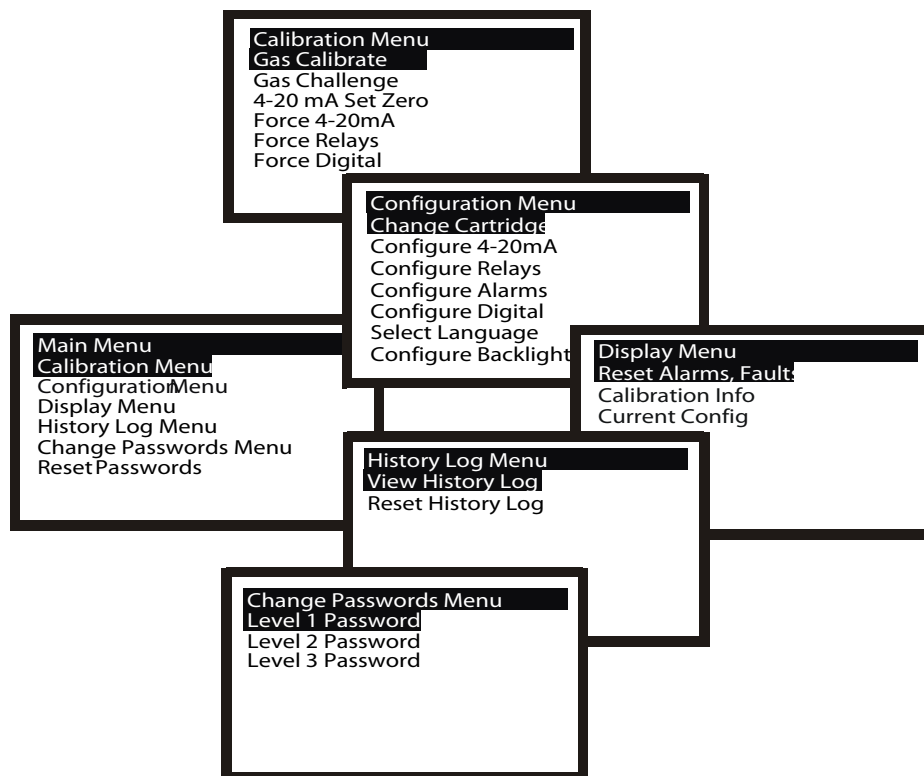 Calibration Menu
Gas Calibrate
Gas Challenge
4-20 mA Set Zero
Force 4-20mA
Force Relays
Force Digital
Configuration Menu
Change Cartridge
Configure 4-20mA
Configure Relays
Configure Alarms
Configure Digital
Select Language
Configure Backlight
Main Menu
Calibration Menu
ConfigurationMenu
Display Menu
History Log Menu
Change Passwords Menu
Reset Passwords
Display Menu
Reset Alarms, Faults
Calibration Info
Current Config
History Log Menu
View History Log
Reset History Log
Change Passwords Menu
Level 1 Password
Level 2 Password
Level 3 Password